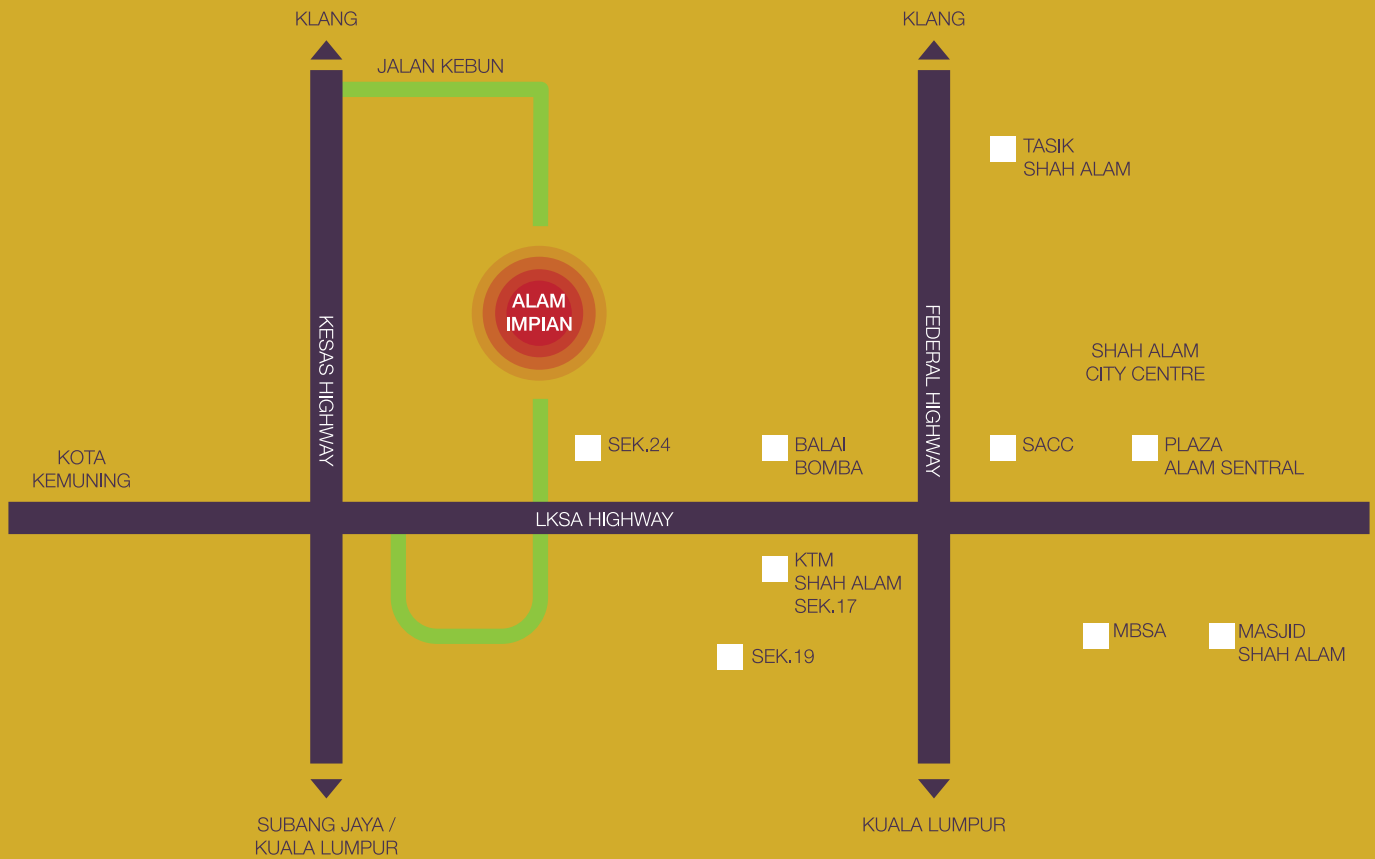 KLANG
KLANG
JALAN KEBUN
TASIK
SHAH ALAM
ALAM
IMPIAN
KESAS HIGHWAY
FEDERAL HIGHWAY
SHAH ALAM
CITY CENTRE
KOTA
KEMUNING
SEK.24
BALAI
BOMBA
SACC
PLAZA
ALAM SENTRAL
LKSA HIGHWAY
KTM
SHAH ALAM
SEK.17
SEK.19
MBSA
MASJID
SHAH ALAM
SUBANG JAYA /
KUALA LUMPUR
KUALA LUMPUR